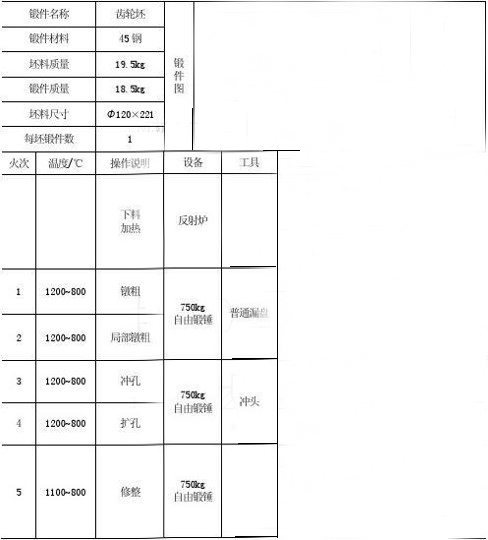 锻件名称 齿轮坯
锻件材料 45 钢
坯料质量 19.5kg
锻件质量 18.5kg
坯料尺寸 Φ120×221
每坯锻件数 1
锻件图
火次 温度/℃ 操作说明 设备 工具
下料
加热 反射炉
1 1200~800 镦粗
750kg
自由锻锤
普通漏盘
2 1200~800 局部镦粗
3 1200~800 冲孔
750kg
自由锻锤
冲头
4 1200~800 扩孔
5 1100~800 修整
750kg
自由锻锤